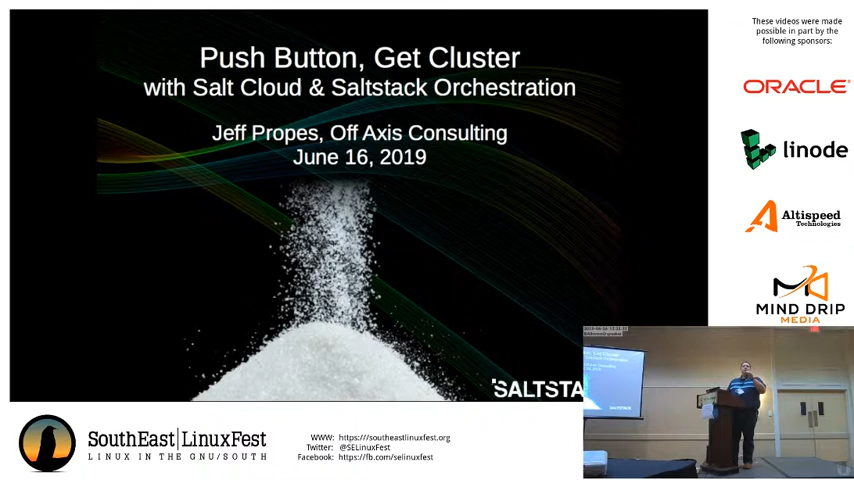 Push Button, Get Cluster
with Salt Cloud & Saltstack Orchestration
Jeff Propes, Off Axis Consulting
June 16, 2019
SALTSTA
These videos were made
possible in part by the
following sponsors:
ORACLE
linode
Altispeed
Technologies
MIND DRIP
MEDIA
SouthEast|LinuxFest
LINUX IN THE GNU/SOUTH
WWW: https://southeastlinuxfest.org
Twitter: @SELinuxFest
Facebook: https://fb.com/selinuxfest